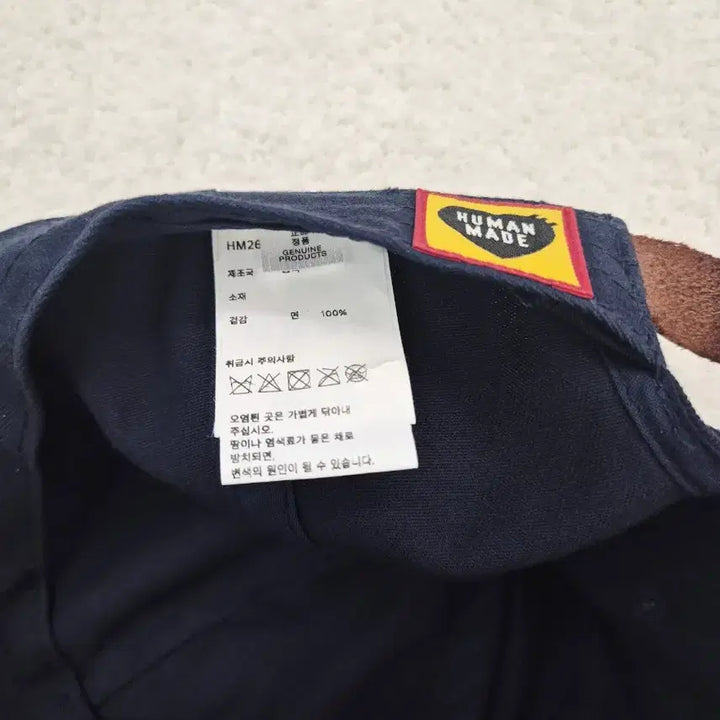 HUMAN
MADE
HM26
정품
GENUINE
PRODUCTS
제조국
소재
겉감 면 100%
취급시 주의사항
오염된 곳은 가볍게 닦아내
주십시오.
땀이나 염색료가 묻은 채로
방치되면,
변색의 원인이 될 수 있습니다.